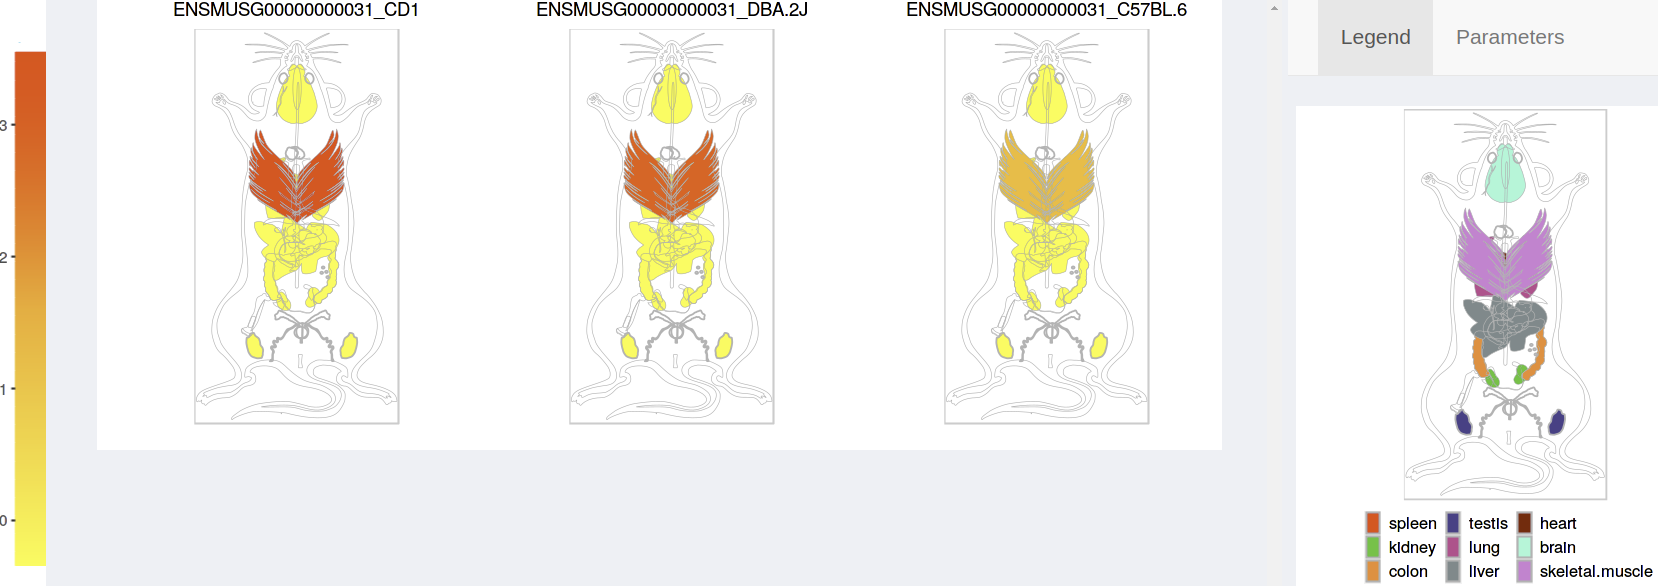 ENSMUSG00000000031_CD1 ENSMUSG00000000031_DBA.2J ENSMUSG00000000031_C57BL.6
Legend Parameters
3
2
1
0
spleen testis heart
kidney lung brain
colon liver skeletal.muscle